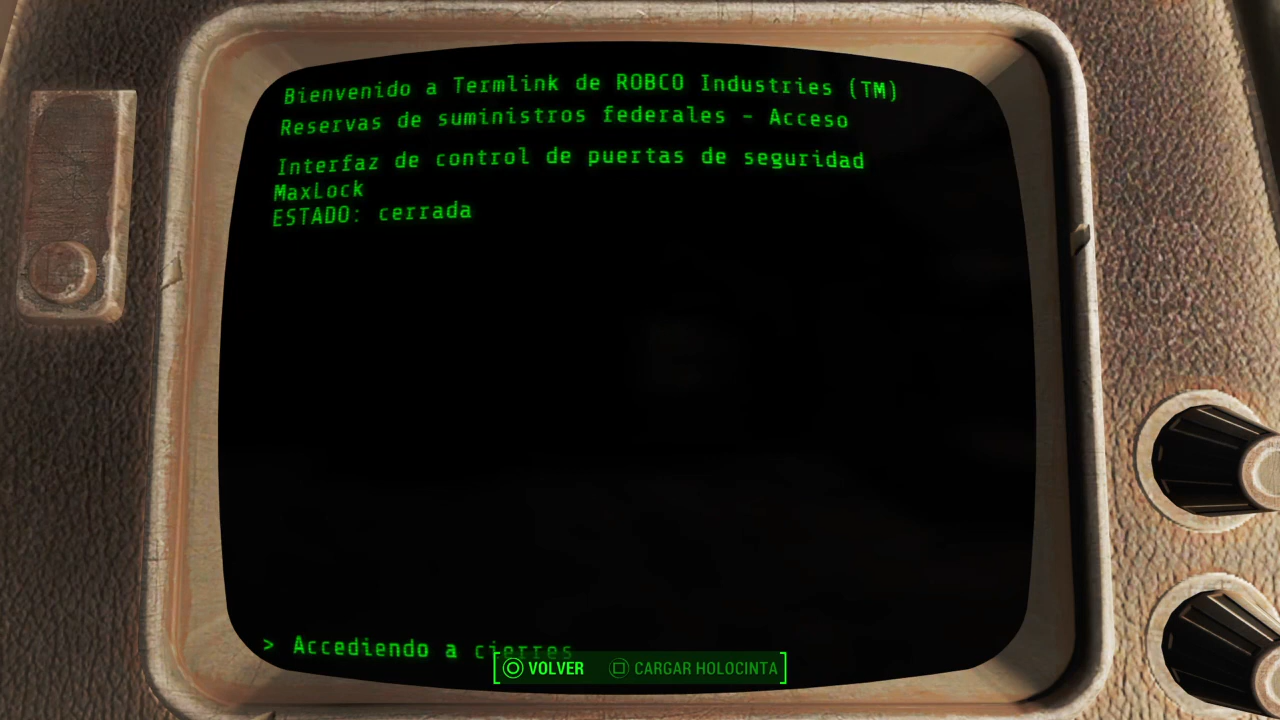 Bienvenido a Termlink de ROBCO Industries (TM)
Reservas de suministros federales - Acceso
Interfaz de control de puertas de seguridad
MaxLock
ESTADO: cerrada
> Accediendo a cierres
VOLVER CARGAR HOLOCINTA